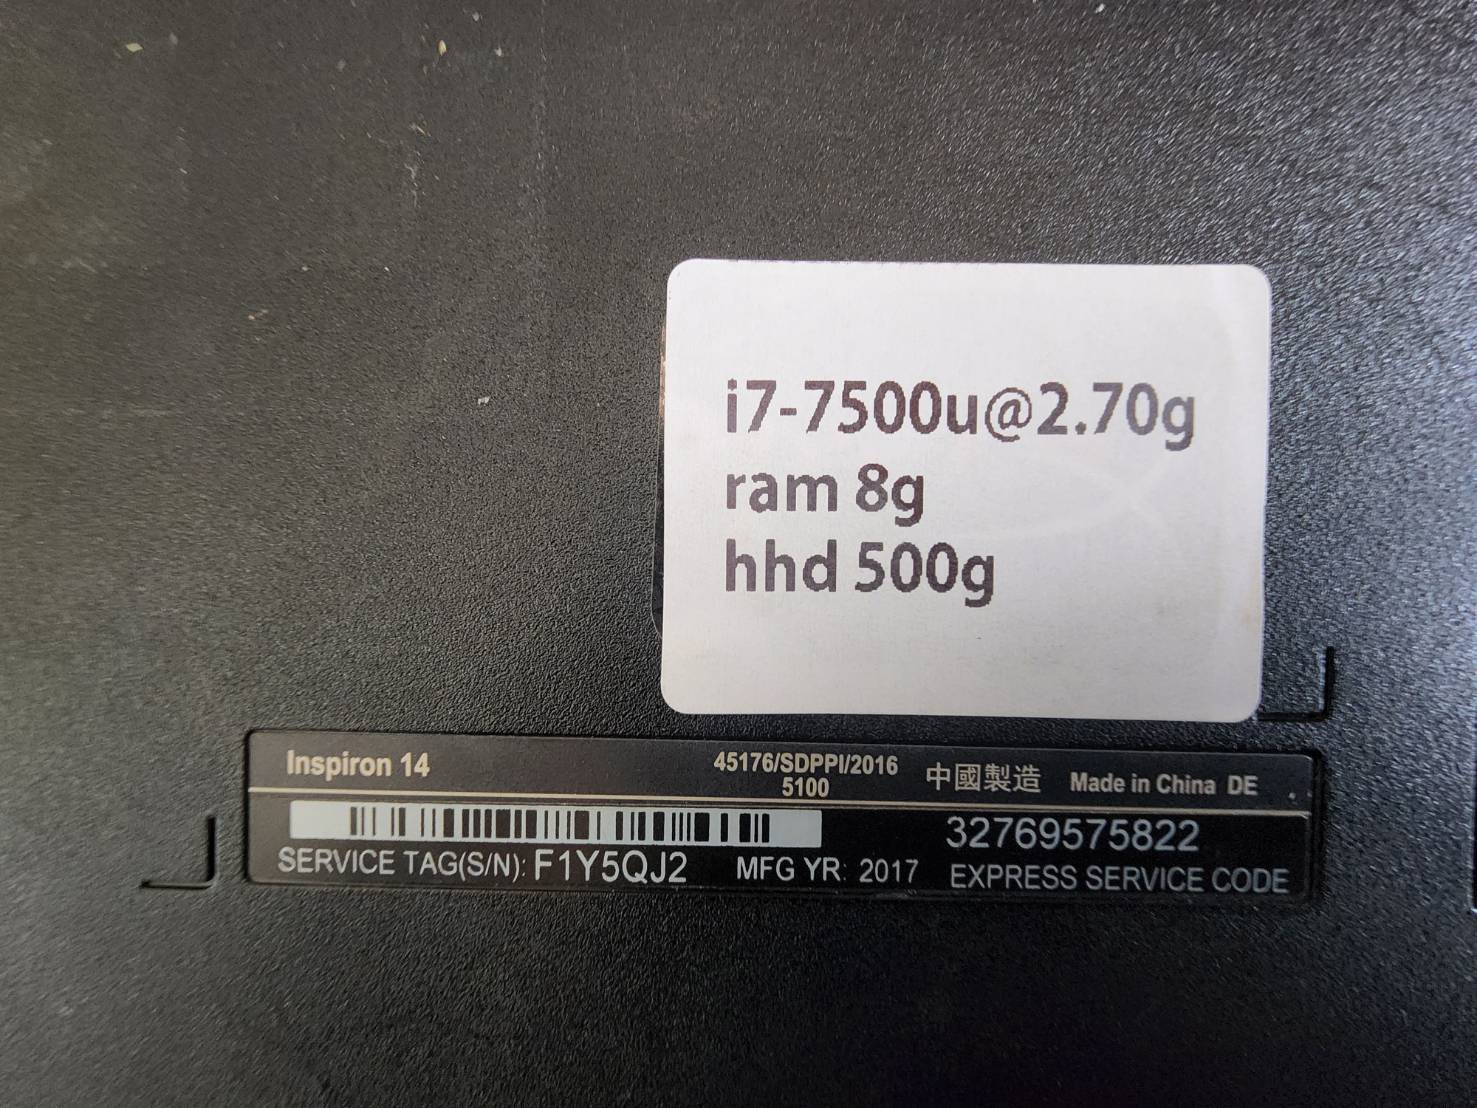 i7-7500u@2.70g
ram 8g
hhd 500g
Inspiron 14
45176/SDPPI/2016
5100
中國製造 Made in China DE
32769575822
SERVICE TAG(S/N): F1Y5QJ2 MFG YR: 2017 EXPRESS SERVICE CODE